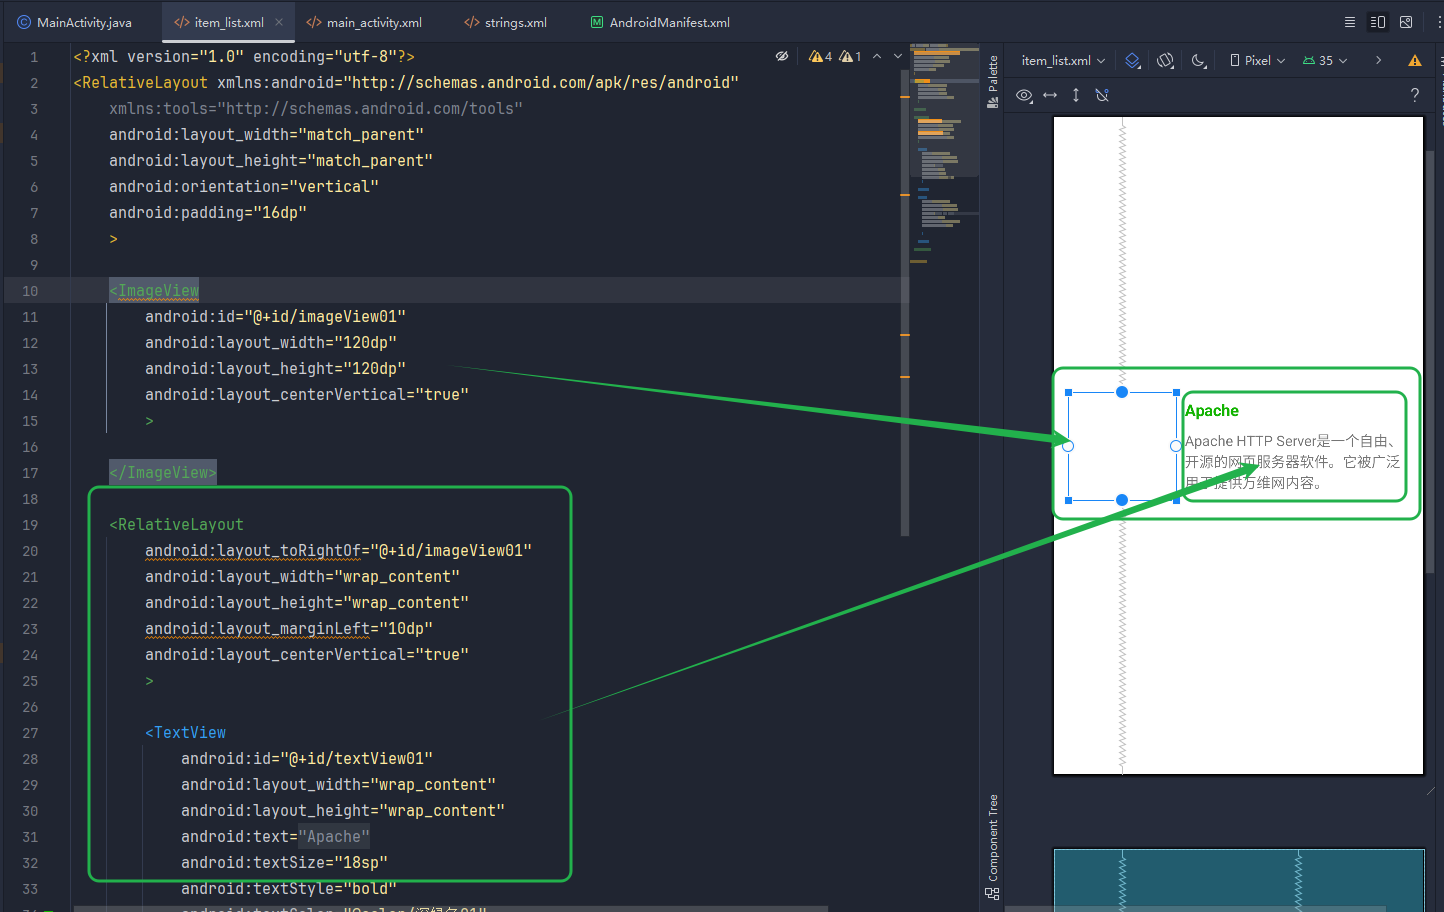 MainActivity.java
item_list.xml
main_activity.xml
strings.xml
AndroidManifest.xml
1 <?xml version="1.0" encoding="utf-8"?>
2 <RelativeLayout xmlns:android="http://schemas.android.com/apk/res/android"
3 xmlns:tools="http://schemas.android.com/tools"
4 android:layout_width="match_parent"
5 android:layout_height="match_parent"
6 android:orientation="vertical"
7 android:padding="16dp"
8 >
9
10 <ImageView
11 android:id="@+id/imageView01"
12 android:layout_width="120dp"
13 android:layout_height="120dp"
14 android:layout_centerVertical="true"
15 >
16
17 </ImageView>
18
19 <RelativeLayout
20 android:layout_toRightOf="@+id/imageView01"
21 android:layout_width="wrap_content"
22 android:layout_height="wrap_content"
23 android:layout_marginLeft="10dp"
24 android:layout_centerVertical="true"
25 >
26
27 <TextView
28 android:id="@+id/textView01"
29 android:layout_width="wrap_content"
30 android:layout_height="wrap_content"
31 android:text="Apache"
32 android:textSize="18sp"
33 android:textStyle="bold"
4 1
Palette
Component Tree
item_list.xml
Pixel
35
?
Apache
Apache HTTP Server是一个自由、
开源的网页服务器软件。它被广泛
用于提供万维网内容。